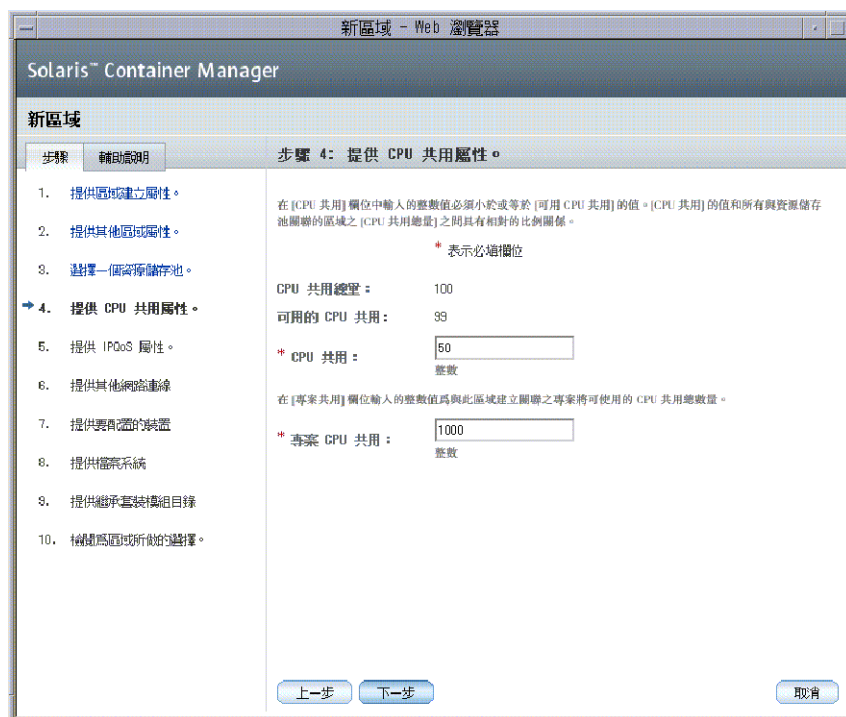 新區域 - Web 瀏覽器
Solaris™ Container Manager
新區域
步驟
輔助說明
1. 提供區域建立屬性。
2. 提供其他區域屬性。
3. 選擇一個資源儲存池。
4. 提供 CPU 共用屬性。
5. 提供 IPQoS 屬性。
6. 提供其他網路連線
7. 提供要配置的裝置
8. 提供檔案系統
9. 提供繼承套裝模組目錄
10. 檢閱爲區域所做的選擇。
步驟 4: 提供 CPU 共用屬性。
在 [CPU 共用] 欄位中輸入的整數值必須小於或等於 [可用 CPU 共用] 的值。[CPU 共用] 的值和所有與資源儲存
池關聯的區域之 [CPU 共用總量] 之間具有相對的比例關係。
* 表示必填欄位
CPU 共用總量： 100
可用的 CPU 共用： 99
* CPU 共用： 50
整數
在 [專案共用] 欄位輸入的整數值爲與此區域建立關聯之專案將可使用的 CPU 共用總數量。
* 專案 CPU 共用： 1000
整數
上一步
下一步
取消